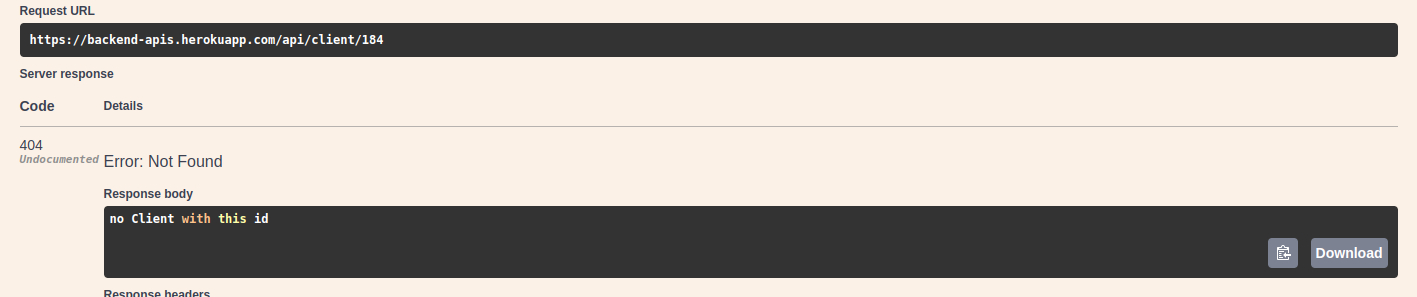 Request URL
https://backend-apis.herokuapp.com/api/client/184
Server response
Code Details
404
Undocumented Error: Not Found
Response body
no Client with this id
Download
Response headers